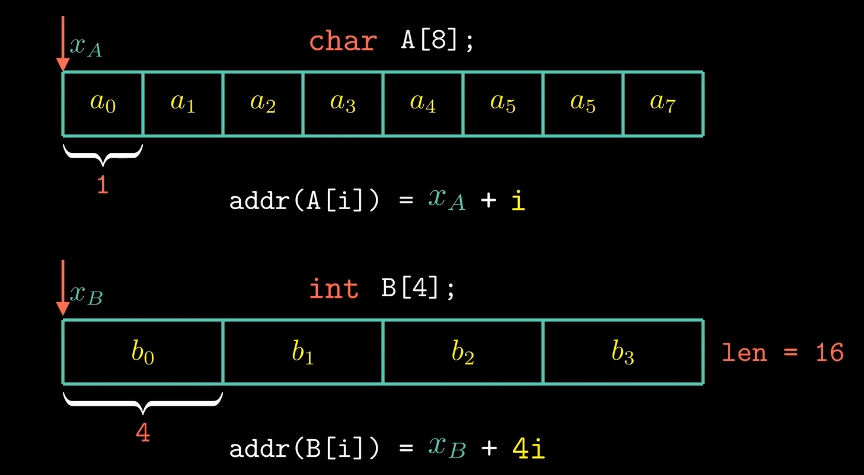 x_A
char A[8];
a_0 a_1 a_2 a_3 a_4 a_5 a_5 a_7
1
addr(A[i]) = x_A + i
x_B
int B[4];
b_0 b_1 b_2 b_3
len = 16
4
addr(B[i]) = x_B + 4i